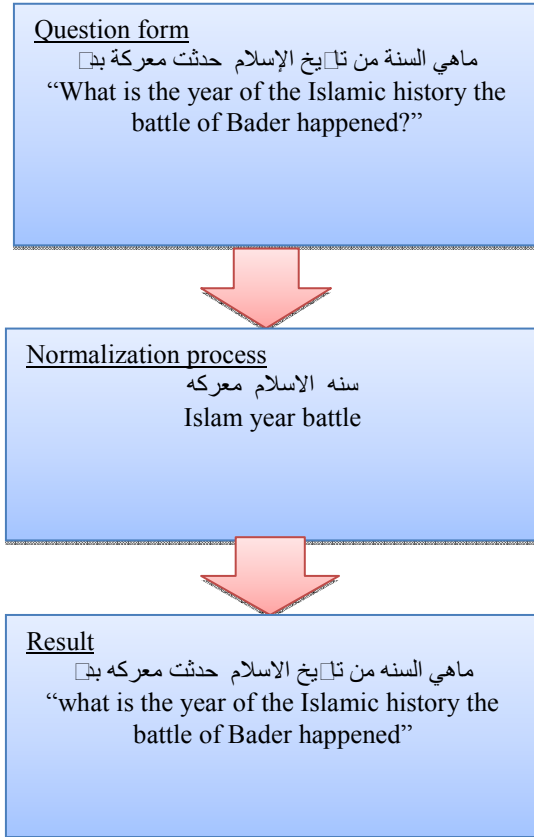 Question form
ماهي السنة من تا□يخ الإسلام حدثت معركة بد□
“What is the year of the Islamic history the
battle of Bader happened?”
Normalization process
سنه الاسلام معركه
Islam year battle
Result
ماهي السنه من تا□يخ الاسلام حدثت معركه بد□
“what is the year of the Islamic history the
battle of Bader happened”